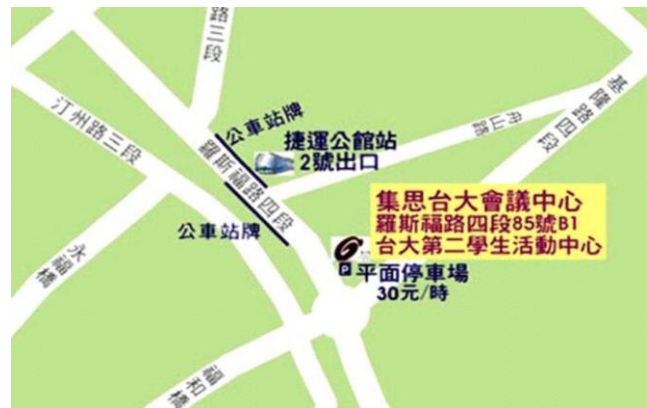 路三段
汀州路三段
公車站牌
羅斯福路四段
捷運公館站
2號出口
舟山路
基隆路四段
集思台大會議中心
羅斯福路四段85號B1
台大第二學生活動中心
公車站牌
永福橋
P平面停車場
30元/時
福和橋